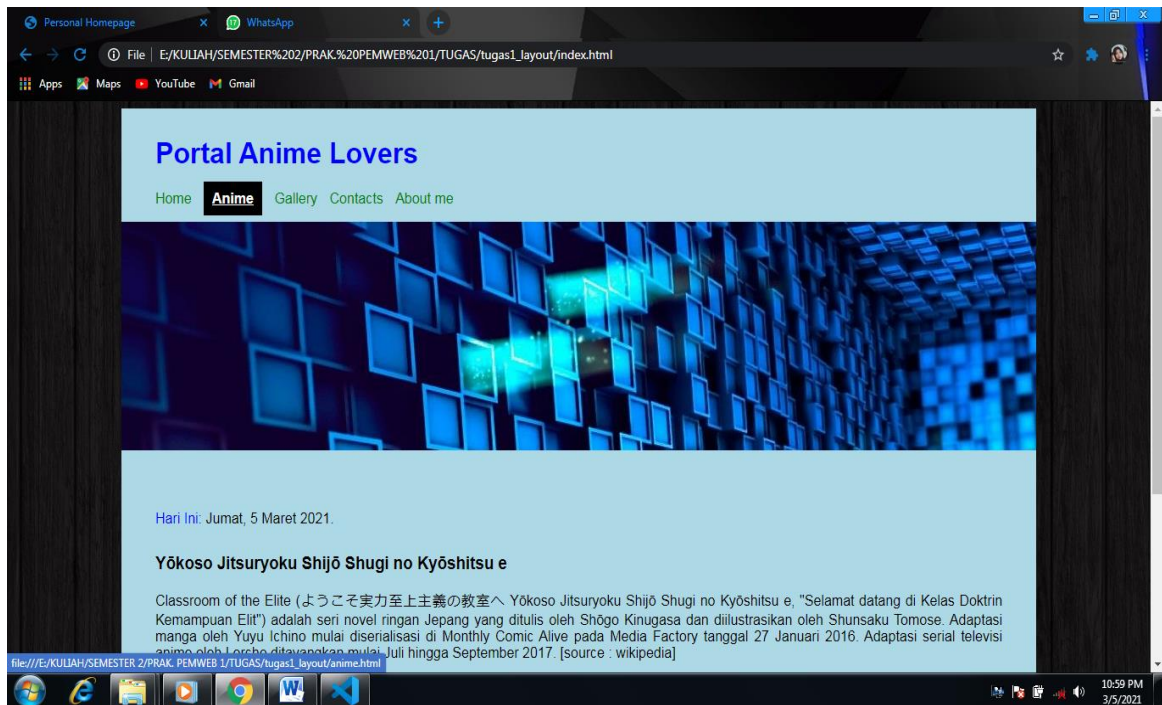 Personal Homepage
WhatsApp
File | E:/KULIAH/SEMESTER%202/PRAK.%20PEMWEB%201/TUGAS/tugas1_layout/index.html
Apps Maps YouTube Gmail
Portal Anime Lovers
Home Anime Gallery Contacts About me
Hari Ini: Jumat, 5 Maret 2021.
Yōkoso Jitsuryoku Shijō Shugi no Kyōshitsu e
Classroom of the Elite (ようこそ実力至上主義の教室へ Yōkoso Jitsuryoku Shijō Shugi no Kyōshitsu e, "Selamat datang di Kelas Doktrin
Kemampuan Elit") adalah seri novel ringan Jepang yang ditulis oleh Shōgo Kinugasa dan diilustrasikan oleh Shunsaku Tomose. Adaptasi
manga oleh Yuyu Ichino mulai diserialisasi di Monthly Comic Alive pada Media Factory tanggal 27 Januari 2016. Adaptasi serial televisi
anime oleh Lerche ditayangkan mulai Juli hingga September 2017. [source : wikipedia]
file:///E:/KULIAH/SEMESTER 2/PRAK. PEMWEB 1/TUGAS/tugas1_layout/anime.html
10:59 PM
3/5/2021